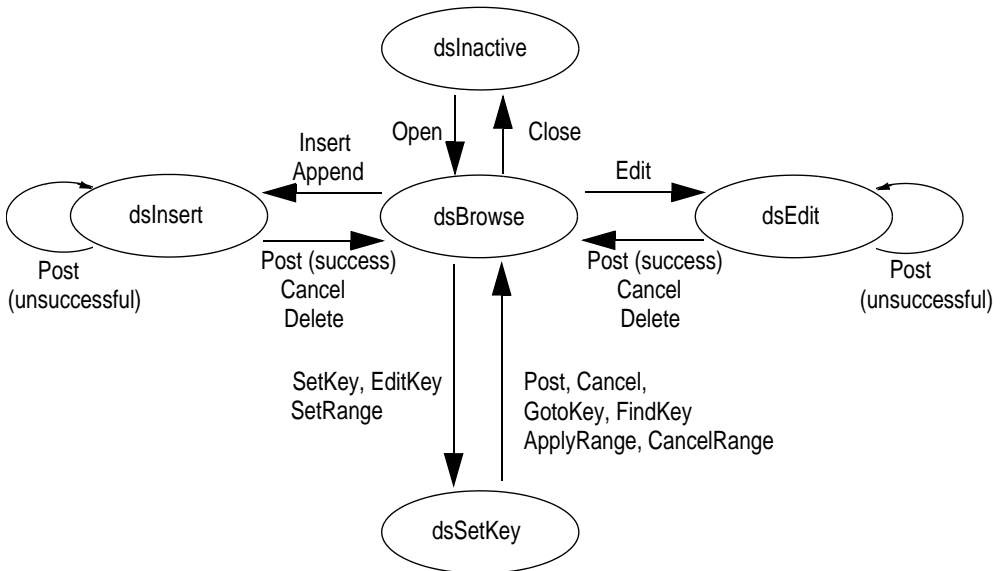 dsInactive
Open
Close
Insert
Append
Edit
dsInsert
dsBrowse
dsEdit
Post
(unsuccessful)
Post (success)
Cancel
Delete
Post (success)
Cancel
Delete
Post
(unsuccessful)
SetKey, EditKey
SetRange
Post, Cancel,
GotoKey, FindKey
ApplyRange, CancelRange
dsSetKey